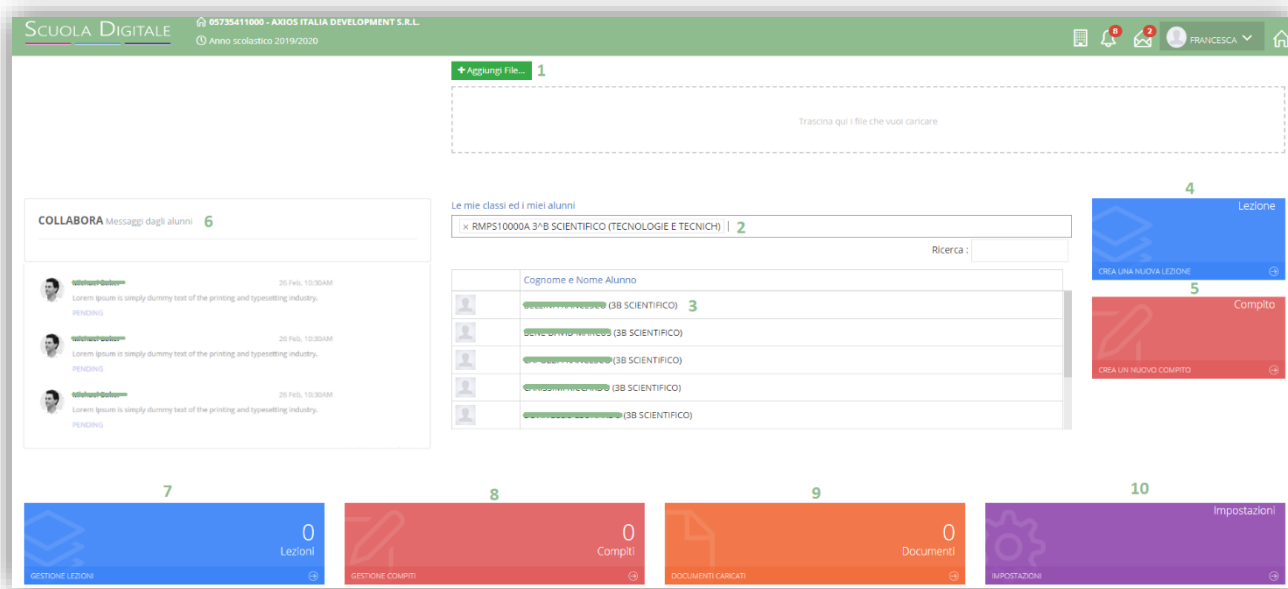 SCUOLA DIGITALE
05735411000 - AXIOS ITALIA DEVELOPMENT S.R.L.
Anno scolastico 2019/2020
8
2
FRANCESCA
+ Aggiungi File...
1
Trascina qui i file che vuoi caricare
COLLABORA Messaggi dagli alunni
6
26 Feb, 10:30AM
Lorem Ipsum is simply dummy text of the printing and typesetting industry.
PENDING
26 Feb, 10:30AM
Lorem Ipsum is simply dummy text of the printing and typesetting industry.
PENDING
26 Feb, 10:30AM
Lorem Ipsum is simply dummy text of the printing and typesetting industry.
PENDING
Le mie classi ed i miei alunni
× RMPS10000A 3^B SCIENTIFICO (TECNOLOGIE E TECNICH)
2
Ricerca :
Cognome e Nome Alunno
(3B SCIENTIFICO)
3
(3B SCIENTIFICO)
(3B SCIENTIFICO)
(3B SCIENTIFICO)
(3B SCIENTIFICO)
4
Lezione
CREA UNA NUOVA LEZIONE
5
Compito
CREA UN NUOVO COMPITO
7
0
Lezioni
GESTIONE LEZIONI
8
0
Compiti
GESTIONE COMPITI
9
0
Documenti
DOCUMENTI CARICATI
10
Impostazioni
IMPOSTAZIONI